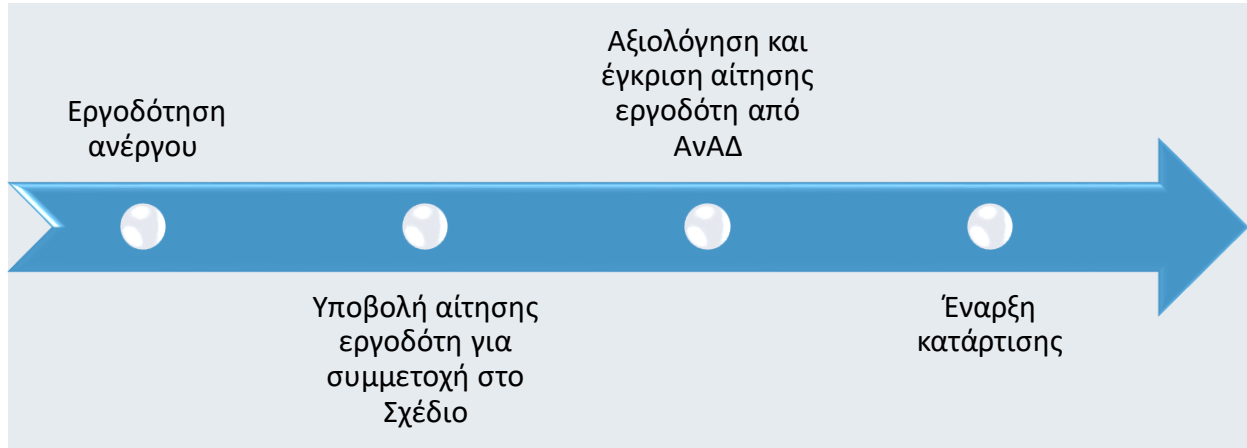 Εργοδότηση
ανέργου
Υποβολή αίτησης
εργοδότη για
συμμετοχή στο
Σχέδιο
Αξιολόγηση και
έγκριση αίτησης
εργοδότη από
ΑνΑΔ
Έναρξη
κατάρτισης